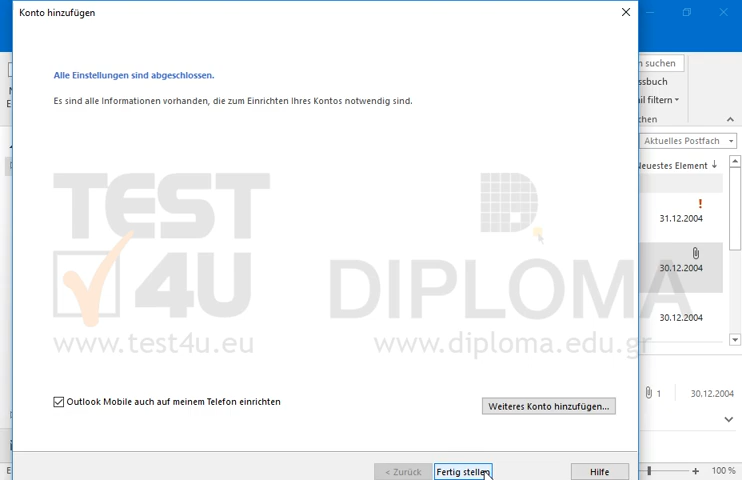 Konto hinzufügen
Alle Einstellungen sind abgeschlossen.
Es sind alle Informationen vorhanden, die zum Einrichten Ihres Kontos notwendig sind.
TEST
4U
www.test4u.eu
D
DIPLOMA
www.diploma.edu.gr
Outlook Mobile auch auf meinem Telefon einrichten
Weiteres Konto hinzufügen...
< Zurück
Fertig stellen
Hilfe
suchen
filtern
Aktuelles Postfach
Neuestes Element
!
31.12.2004
30.12.2004
30.12.2004
1
30.12.2004
100 %